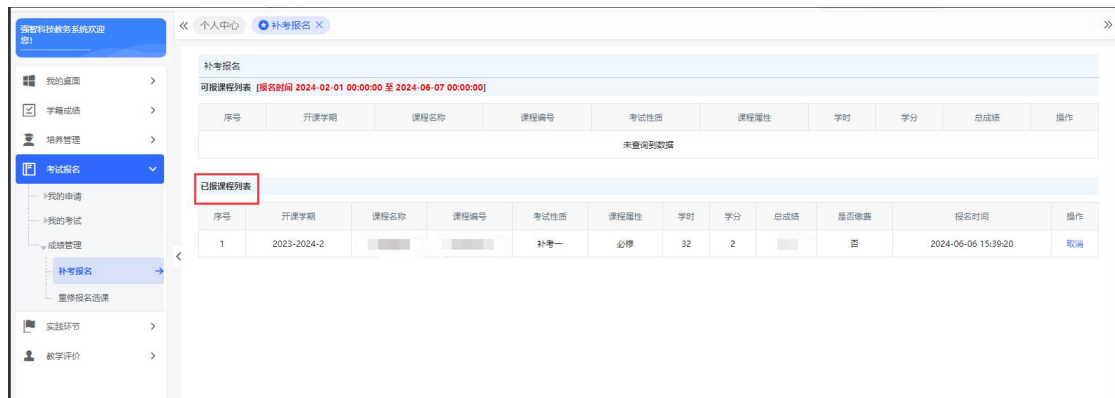 强智科技教务系统欢迎
您!
个人中心 补考报名
我的桌面
学籍成绩
培养管理
考试报名
我的申请
我的考试
成绩管理
补考报名
重修报名选课
实践环节
教学评价
补考报名
可报课程列表 [报名时间 2024-02-01 00:00:00 至 2024-06-07 00:00:00]
序号 开课学期 课程名称 课程编号 考试性质 课程属性 学时 学分 总成绩 操作
未查询到数据
已报课程列表
序号 开课学期 课程名称 课程编号 考试性质 课程属性 学时 学分 总成绩 是否缴费 报名时间 操作
1 2023-2024-2 补考一 必修 32 2 否 2024-06-06 15:39:20 取消